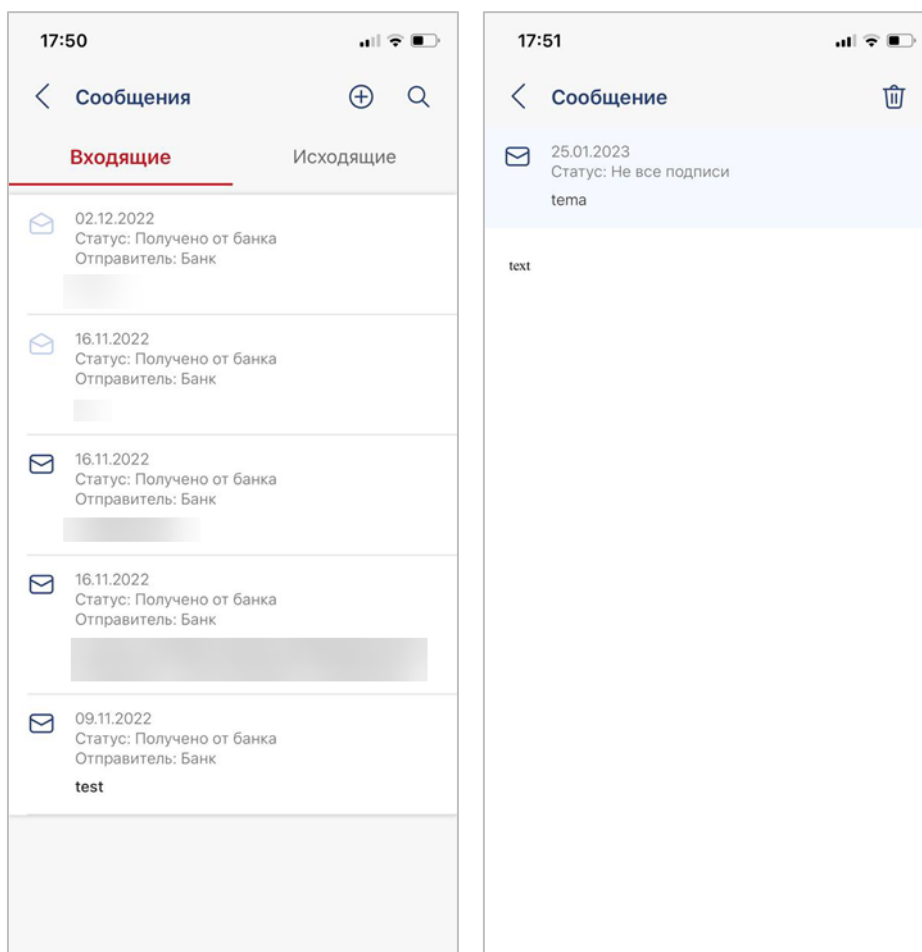 17:50
Сообщения
Входящие
Исходящие
02.12.2022
Статус: Получено от банка
Отправитель: Банк
16.11.2022
Статус: Получено от банка
Отправитель: Банк
16.11.2022
Статус: Получено от банка
Отправитель: Банк
16.11.2022
Статус: Получено от банка
Отправитель: Банк
09.11.2022
Статус: Получено от банка
Отправитель: Банк
test
17:51
Сообщение
25.01.2023
Статус: Не все подписи
tema
text